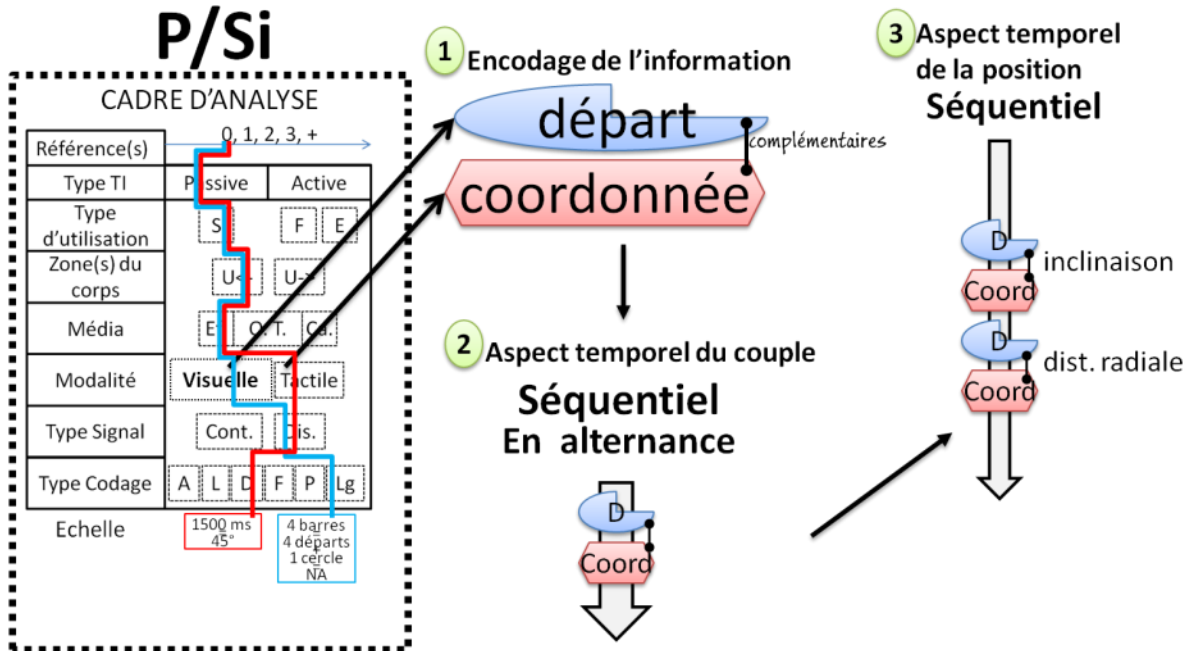 P/Si
CADRE D'ANALYSE
0, 1, 2, 3, +
Référence(s)
Type TI
Passive
Active
Type
d'utilisation
S
F
E
Zone(s) du
corps
U<-
U->
Média
O. T.
Ca.
Modalité
Visuelle
Tactile
Type Signal
Cont.
Dis.
Type Codage
A
L
D
F
P
Lg
Echelle
1500 ms
=
45°
4 barres
=
4 départs
+
1 cercle
=
NA
1
Encodage de l'information
départ
complémentaires
coordonnée
2
Aspect temporel du couple
Séquentiel
En alternance
D
Coord
3
Aspect temporel
de la position
Séquentiel
D
Coord
inclinaison
D
Coord
dist. radiale